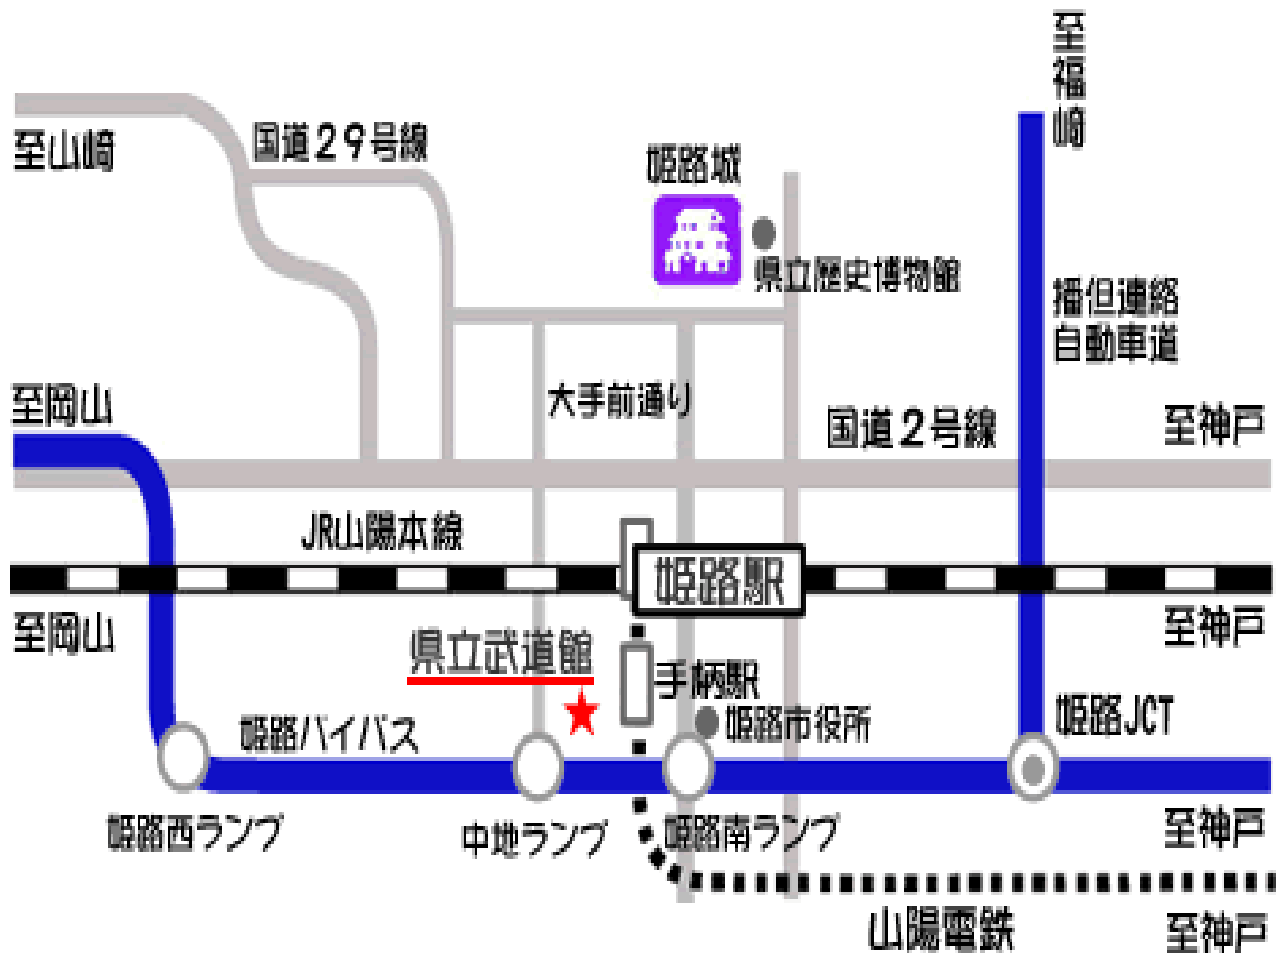 至福崎
至山崎
国道２９号線
姫路城
県立歴史博物館
播但連絡
自動車道
至岡山
大手前通り
国道２号線
至神戸
JR山陽本線
姫路駅
至岡山
至神戸
県立武道館
手柄駅
姫路市役所
姫路JCT
姫路バイパス
姫路西ランプ
中地ランプ
姫路南ランプ
至神戸
山陽電鉄
至神戸